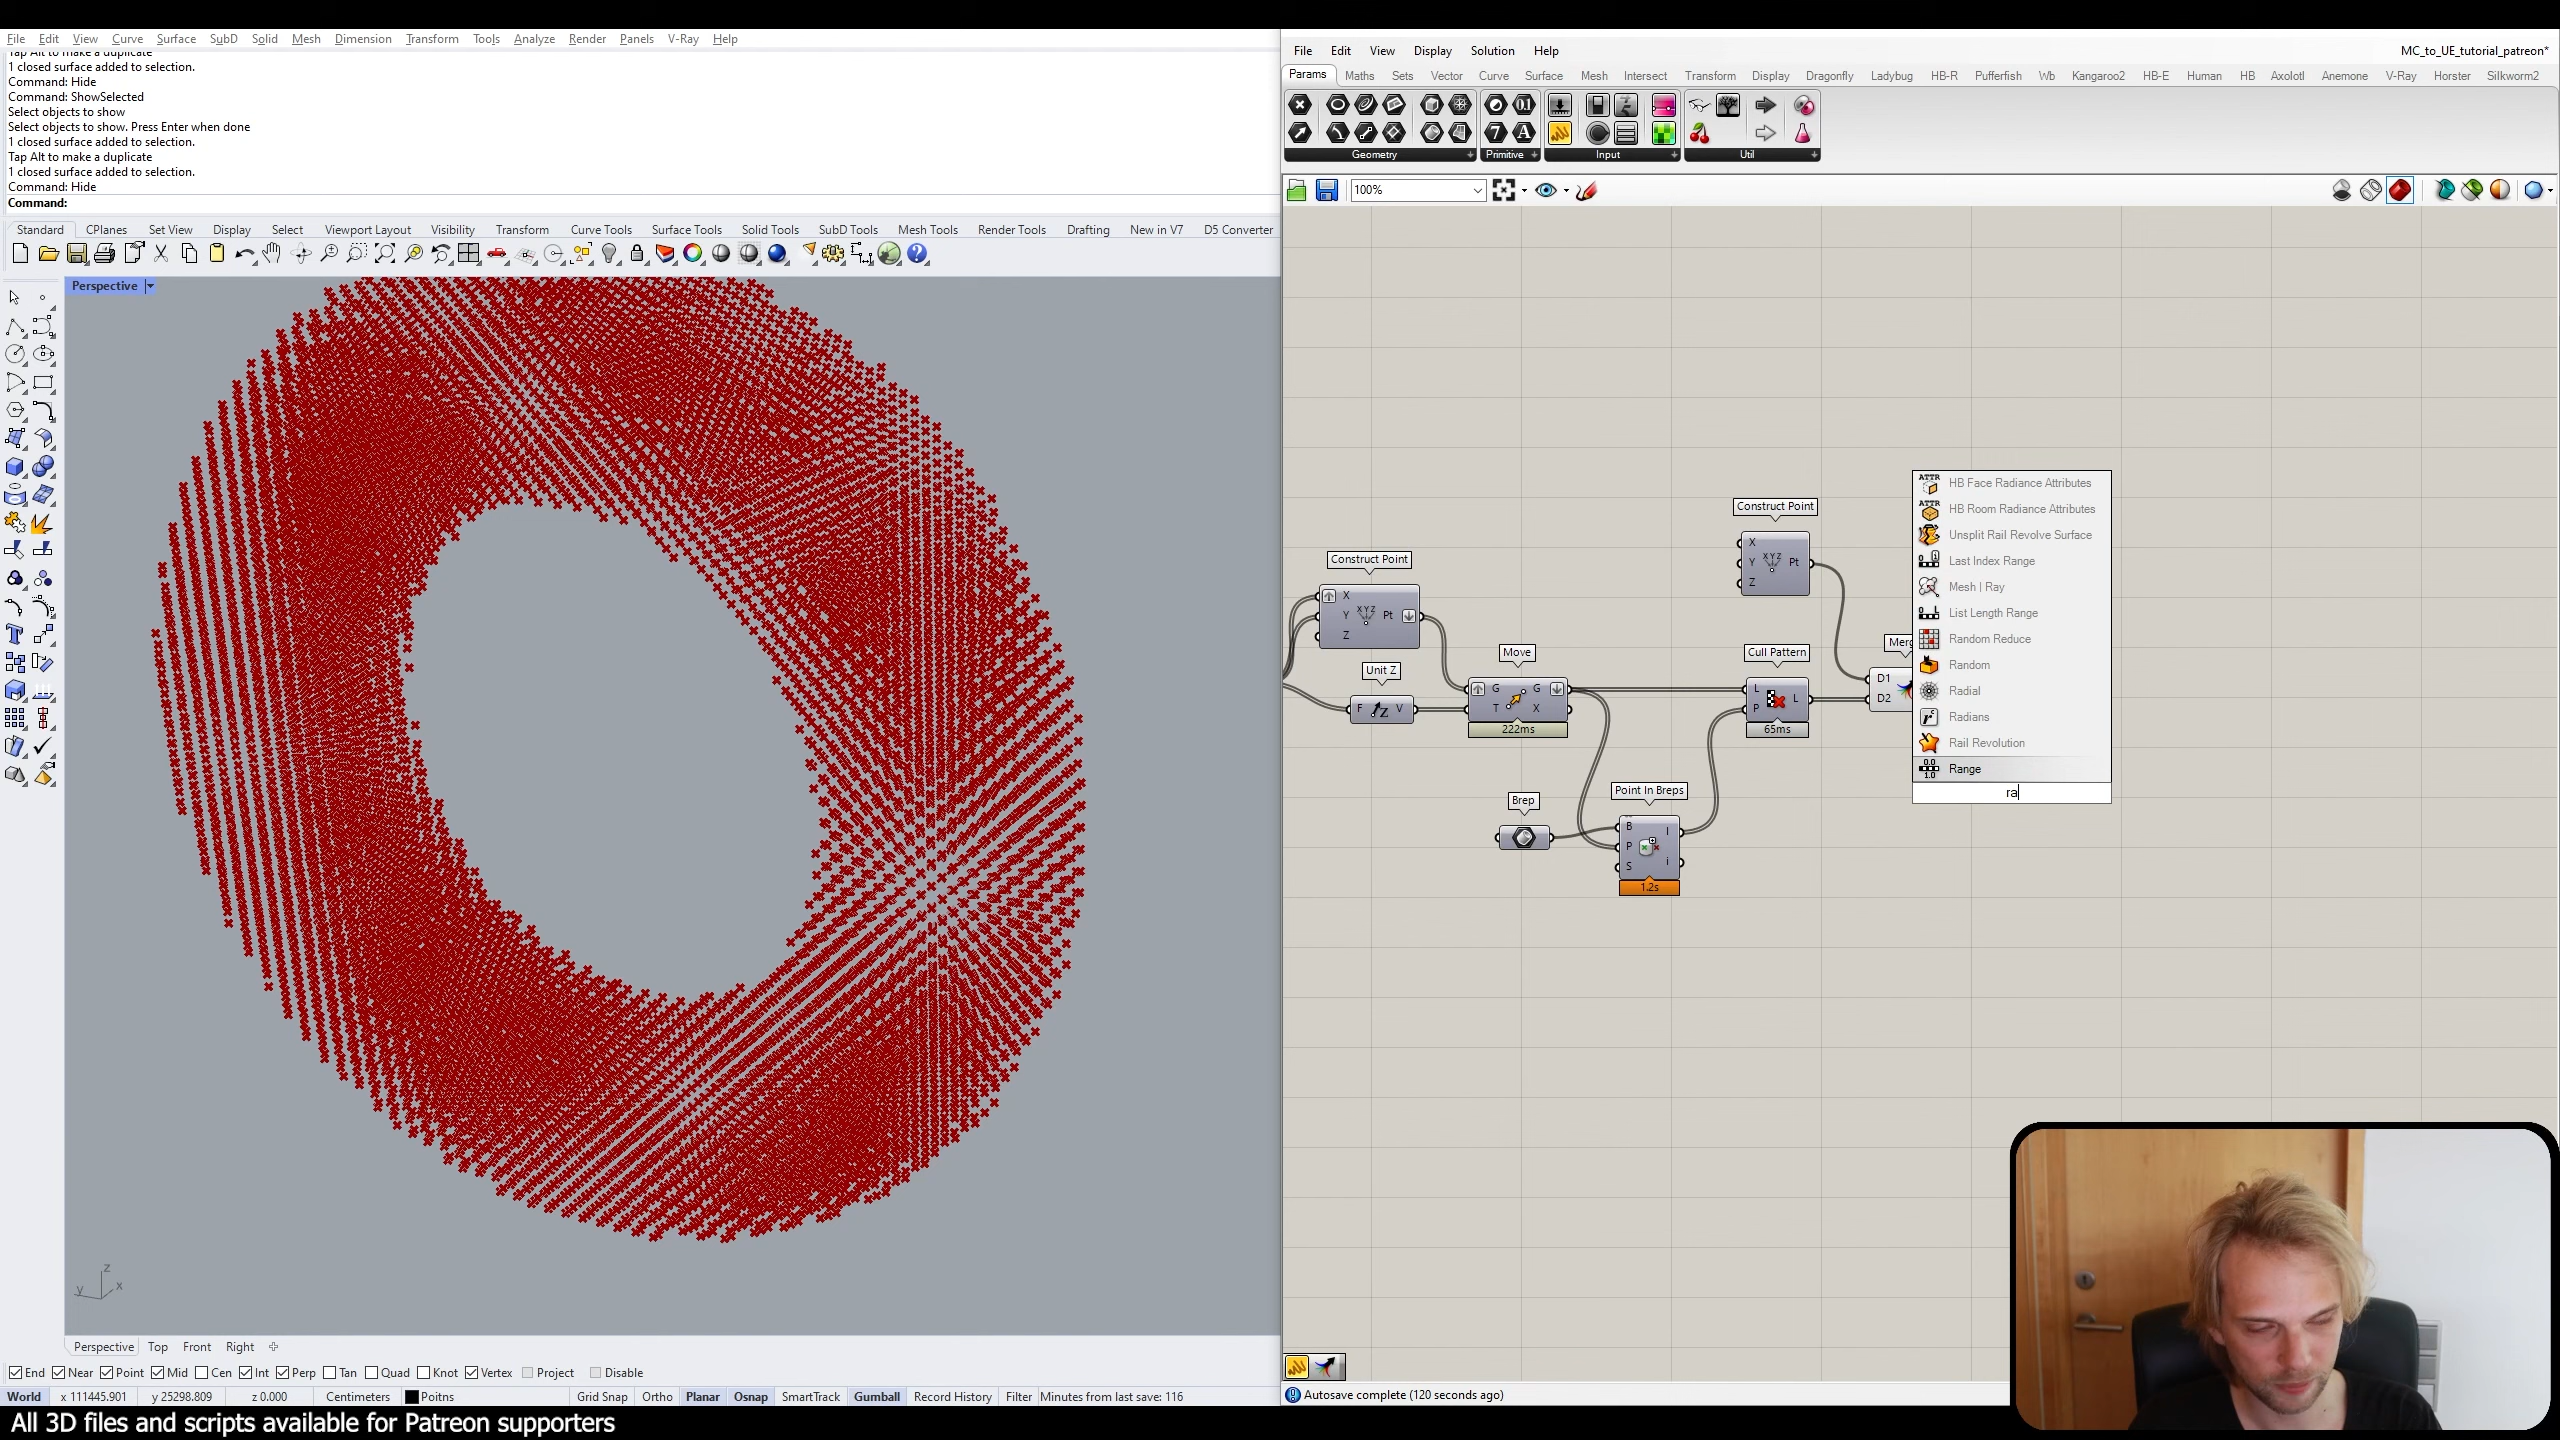 File Edit View Curve Surface SubD Solid Mesh Dimension Transform Tools Analyze Render Panels V-Ray Help
Tap Alt to make a duplicate
1 closed surface added to selection.
Command: Hide
Command: ShowSelected
Select objects to show
Select objects to show. Press Enter when done
1 closed surface added to selection.
Tap Alt to make a duplicate
1 closed surface added to selection.
Command: Hide
Command:
Standard CPlanes Set View Display Select Viewport Layout Visibility Transform Curve Tools Surface Tools Solid Tools SubD Tools Mesh Tools Render Tools Drafting New in V7 D5 Converter
Perspective
z
y x
Perspective Top Front Right
End Near Point Mid Cen Int Perp Tan Quad Knot Vertex Project Disable
World x 111445.901 y 25298.809 z 0.000 Centimeters Poitns Grid Snap Ortho Planar Osnap SmartTrack Gumball Record History Filter Minutes from last save: 116
All 3D files and scripts available for Patreon supporters
File Edit View Display Solution Help
MC_to_UE_tutorial_patreon*
Params Maths Sets Vector Curve Surface Mesh Intersect Transform Display Dragonfly Ladybug HB-R Pufferfish Wb Kangaroo2 HB-E Human HB Axolotl Anemone V-Ray Horster Silkworm2
Geometry Primitive Input Util
100%
Construct Point
X
Y Pt
Z
Unit Z
F Z V
Move
G G
T X
222ms
Brep
Point In Breps
B I
P
S i
1.2s
Construct Point
X
Y Pt
Z
Cull Pattern
L L
P
65ms
Merg
D1
D2
HB Face Radiance Attributes
HB Room Radiance Attributes
Unsplit Rail Revolve Surface
Last Index Range
Mesh | Ray
List Length Range
Random Reduce
Random
Radial
Radians
Rail Revolution
Range
ra
Autosave complete (120 seconds ago)